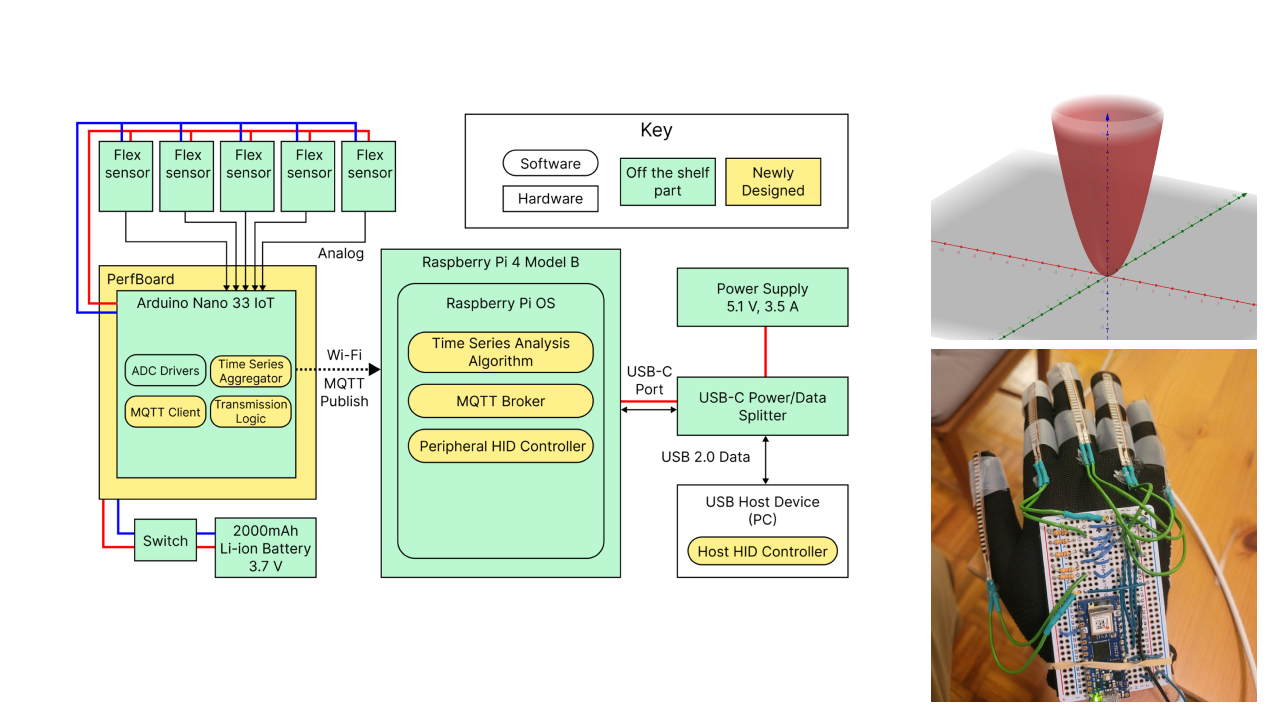 Flex
sensor
Flex
sensor
Flex
sensor
Flex
sensor
Flex
sensor
Analog
PerfBoard
Arduino Nano 33 IoT
ADC Drivers
Time Series
Aggregator
MQTT Client
Transmission
Logic
Switch
2000mAh
Li-ion Battery
3.7 V
Wi-Fi
MQTT
Publish
Key
Software
Hardware
Off the shelf
part
Newly
Designed
Raspberry Pi 4 Model B
Raspberry Pi OS
Time Series Analysis
Algorithm
MQTT Broker
Peripheral HID Controller
USB-C
Port
Power Supply
5.1 V, 3.5 A
USB-C Power/Data
Splitter
USB 2.0 Data
USB Host Device
(PC)
Host HID Controller